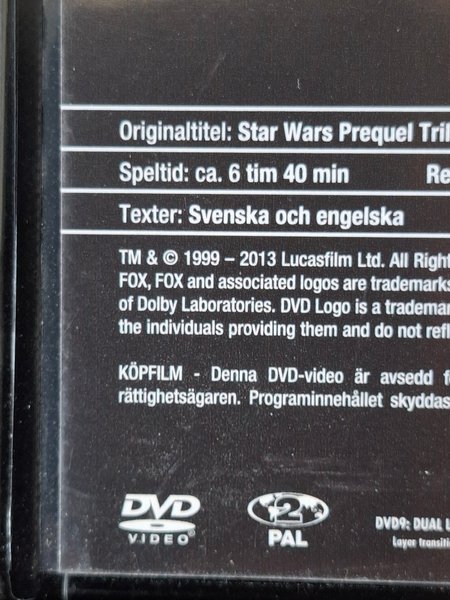 Originaltitel: Star Wars Prequel Tril
Speltid: ca. 6 tim 40 min Re
Texter: Svenska och engelska
TM & © 1999 – 2013 Lucasfilm Ltd. All Right
FOX, FOX and associated logos are trademarks
of Dolby Laboratories. DVD Logo is a trademar
the individuals providing them and do not refl
KÖPFILM - Denna DVD-video är avsedd f
rättighetsägaren. Programinnehållet skyddas
DVD
VIDEO®
2
PAL
DVD9: DUAL L
Layer transiti